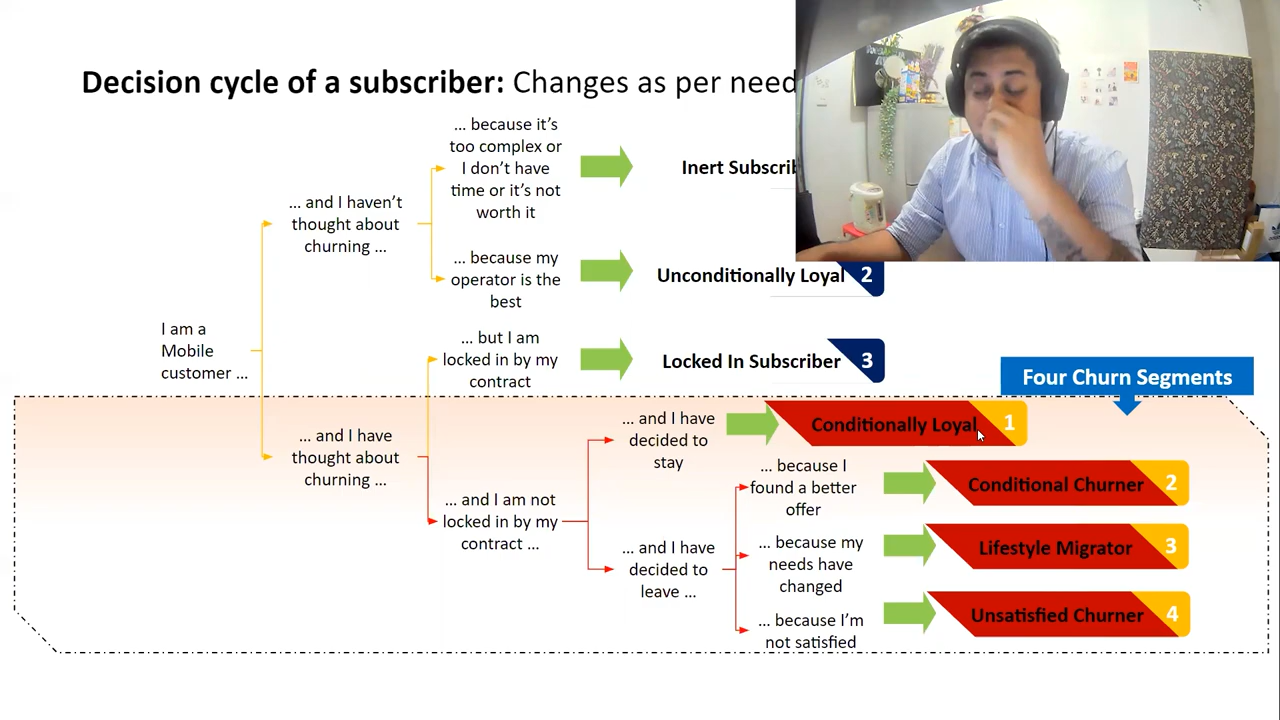 Decision cycle of a subscriber: Changes as per need
… because it’s
too complex or
I don’t have
time or it’s not
worth it
Inert
… and I haven’t
thought about
churning …
… because my
operator is the
best
Unconditionally Loyal 2
I am a
Mobile
customer …
… but I am
locked in by my
contract
Locked In Subscriber 3
Four Churn Segments
… and I have
thought about
churning …
… and I have
decided to
stay
Conditionally Loyal 1
… and I am not
locked in by my
contract …
… because I
found a better
offer
Conditional Churner 2
… and I have
decided to
leave …
… because my
needs have
changed
Lifestyle Migrator 3
… because I’m
not satisfied
Unsatisfied Churner 4